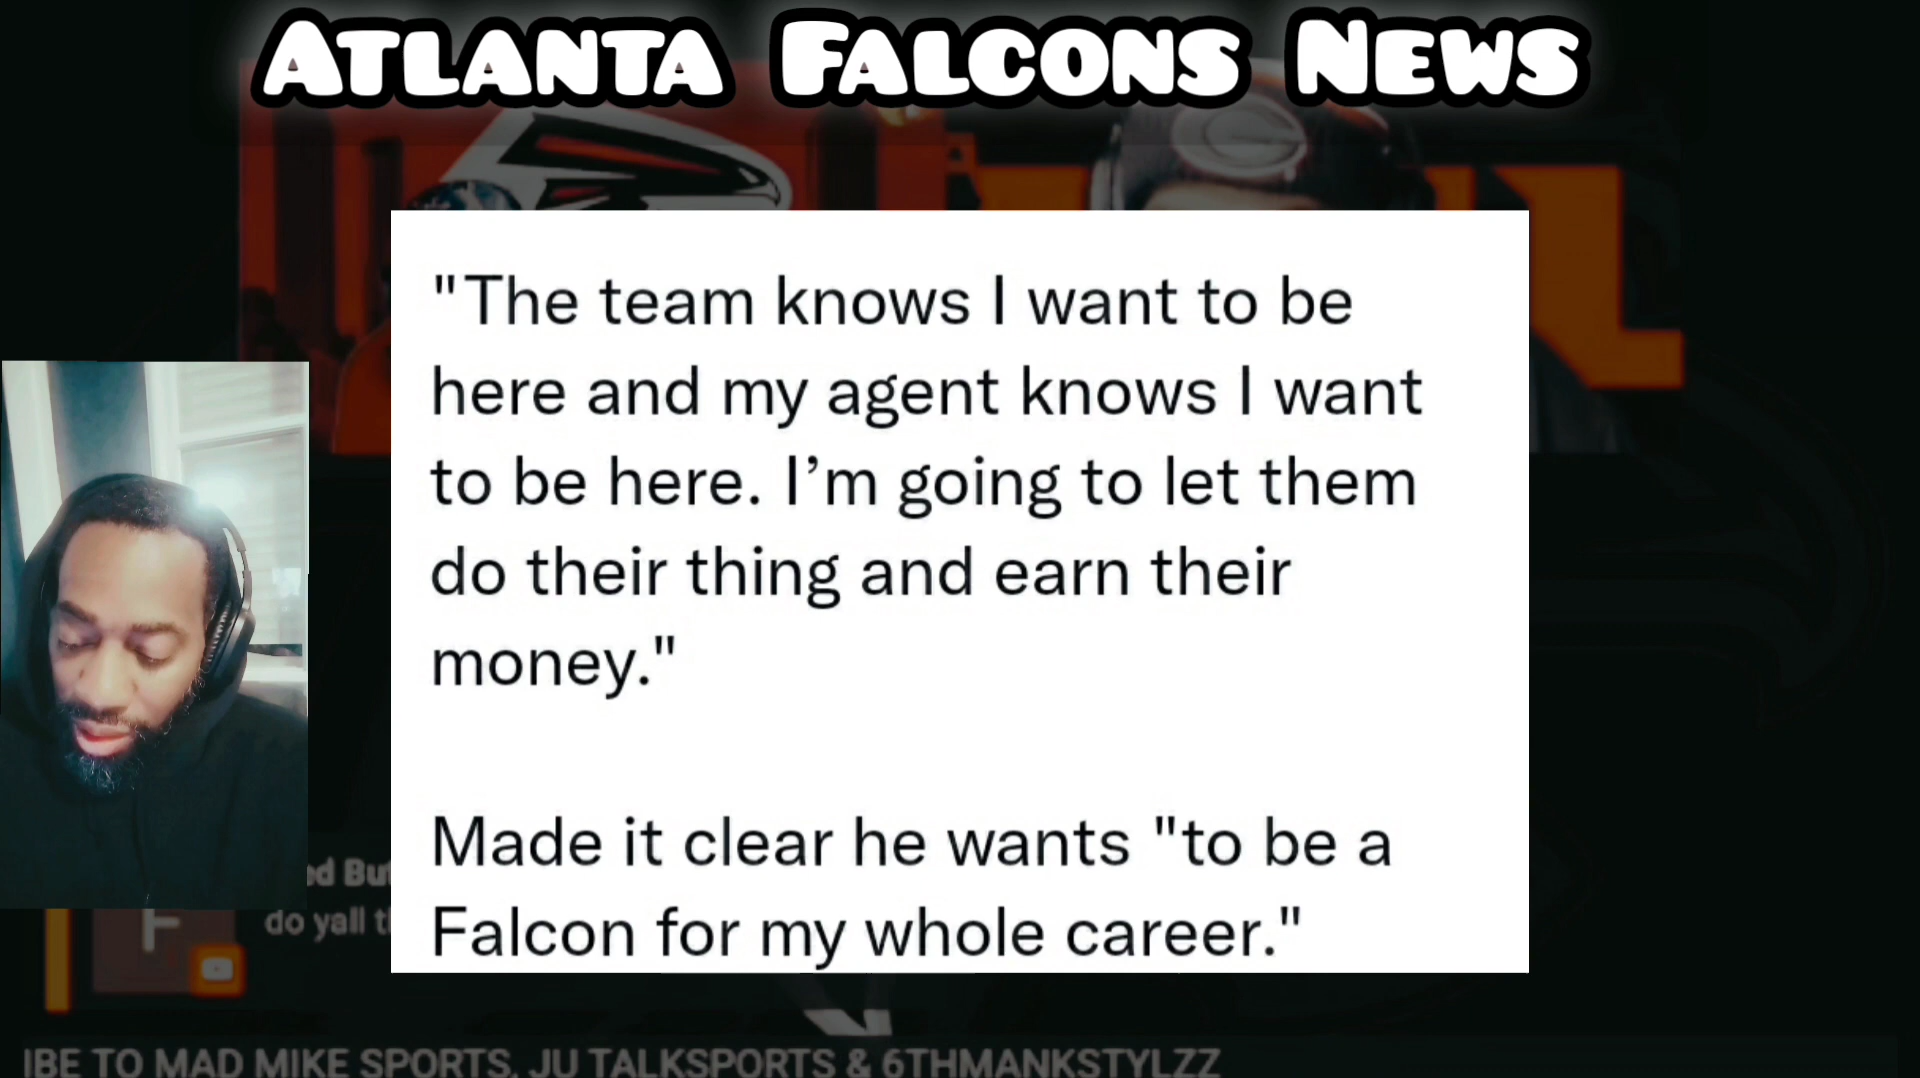 ATLANTA FALCONS NEWS
"The team knows I want to be
here and my agent knows I want
to be here. I’m going to let them
do their thing and earn their
money."
Made it clear he wants "to be a
Falcon for my whole career."
do yall
F
TO MAD MIKE SPORTS, JU TALKSPORTS & 6THMANKSTYLZZ